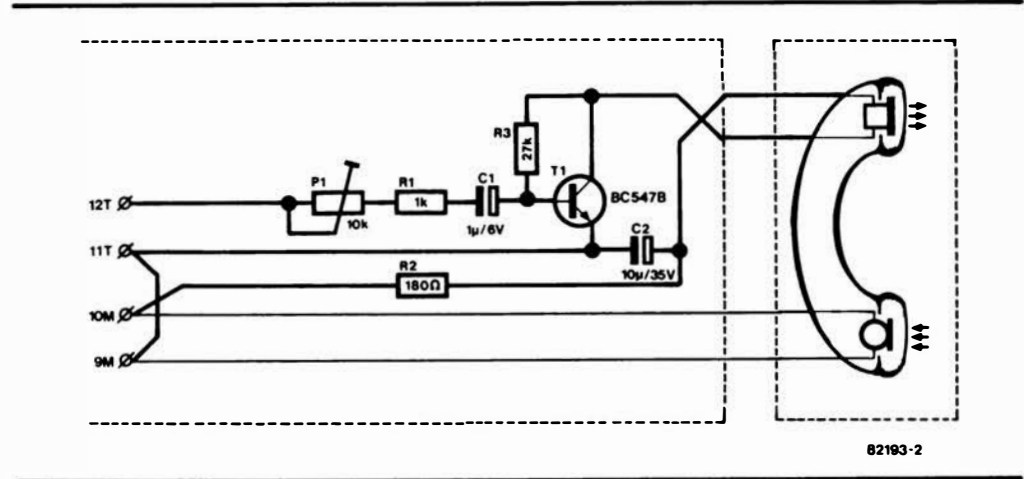 R3
27k
T1
P1
R1
C1
BC547B
12T
10k
1k
1µ/6V
C2
11T
R2
10µ/35V
180Ω
10M
9M
82193-2